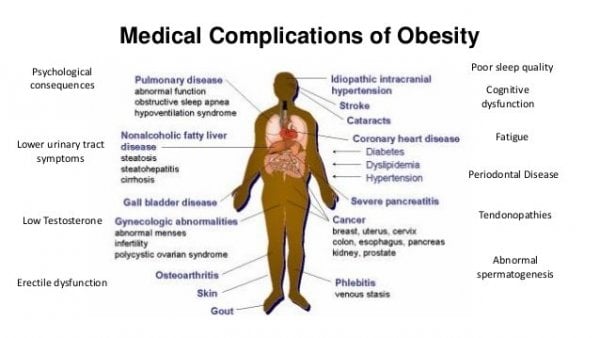 Medical Complications of Obesity
Psychological
consequences
Lower urinary tract
symptoms
Low Testosterone
Erectile dysfunction
Pulmonary disease
abnormal function
obstructive sleep apnea
hypoventilation syndrome
Nonalcoholic fatty liver
disease
steatosis
steatohepatitis
cirrhosis
Gall bladder disease
Gynecologic abnormalities
abnormal menses
infertility
polycystic ovarian syndrome
Osteoarthritis
Skin
Gout
Idiopathic intracranial
hypertension
Stroke
Cataracts
Coronary heart disease
Diabetes
Dyslipidemia
Hypertension
Severe pancreatitis
Cancer
breast, uterus, cervix
colon, esophagus, pancreas
kidney, prostate
Phlebitis
venous stasis
Poor sleep quality
Cognitive
dysfunction
Fatigue
Periodontal Disease
Tendonopathies
Abnormal
spermatogenesis